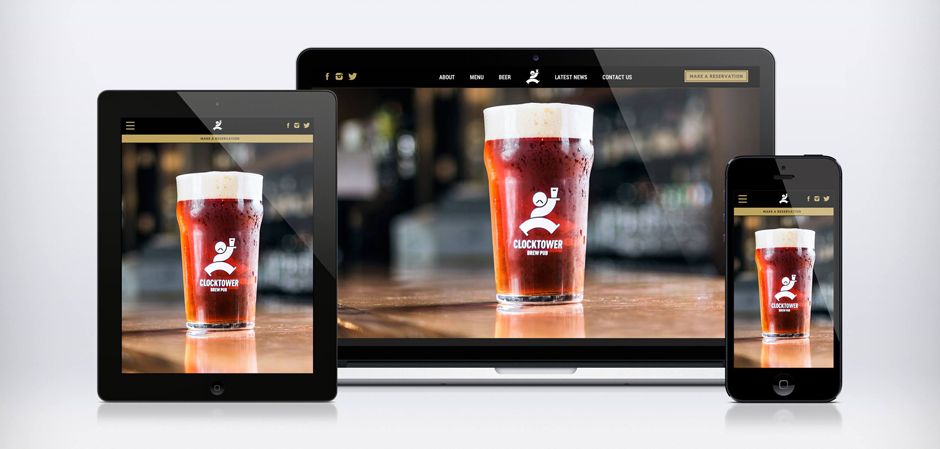 ABOUT
MENU
BEER
LATEST NEWS
CONTACT US
MAKE A RESERVATION
CLOCKTOWER
BREW PUB
MAKE A RESERVATION
CLOCKTOWER
BREW PUB
MAKE A RESERVATION
CLOCKTOWER
BREW PUB